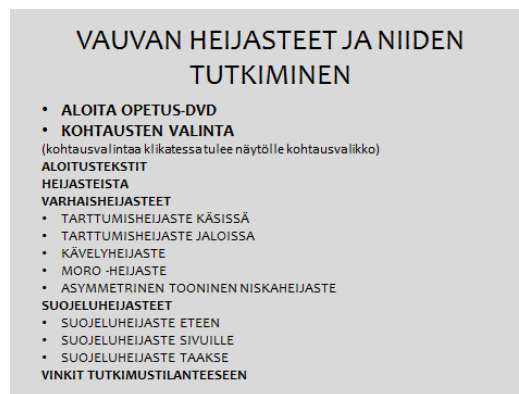 VAUVAN HEIJASTEET JA NIIDEN
TUTKIMINEN
• ALOITA OPETUS-DVD
• KOHTAUSTEN VALINTA
(kohtausvalintaa klikatessa tulee näytölle kohtausvalikko)
ALOITUSTEKSTIT
HEIJASTEISTA
VARHAISHEIJASTEET
• TARTTUMISHEIJASTE KÄSISSÄ
• TARTTUMISHEIJASTE JALOISSA
• KÄVELYHEIJASTE
• MORO -HEIJASTE
• ASYMMETRINEN TOONINEN NISKAHEIJASTE
SUOJELUHEIJASTEET
• SUOJELUHEIJASTE ETEEN
• SUOJELUHEIJASTE SIVUILLE
• SUOJELUHEIJASTE TAAKSE
VINKIT TUTKIMUSTILANTEESEEN